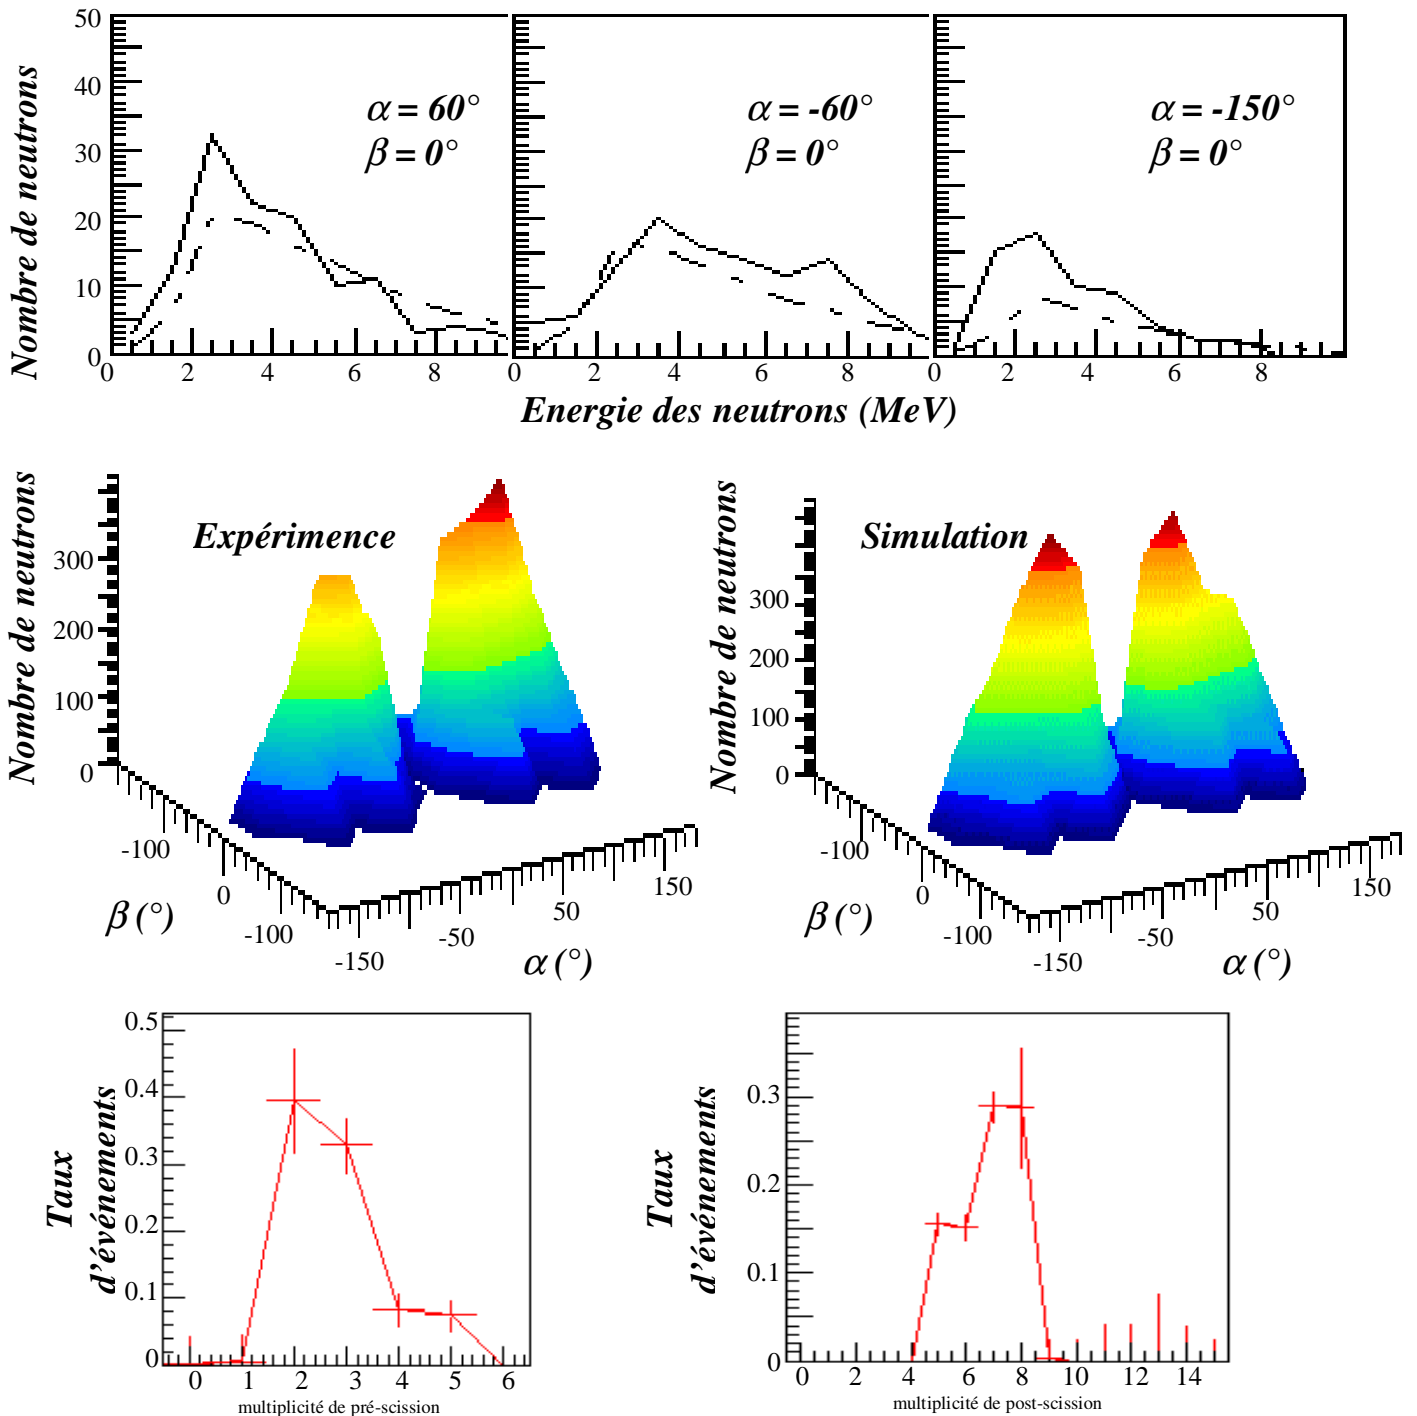 50
40
30
20
10
0
Nombre de neutrons
α = 60°
β = 0°
α = -60°
β = 0°
α = -150°
β = 0°
0 2 4 6 8
0 2 4 6 8
0 2 4 6 8
Energie des neutrons (MeV)
Nombre de neutrons
300
200
100
0
Expérimence
-100
0
-100
β (°)
-150
-50
50
150
α (°)
Nombre de neutrons
300
200
100
0
Simulation
-100
0
-100
β (°)
-150
-50
50
150
α (°)
Taux
d'événements
0.5
0.4
0.3
0.2
0.1
0
0 1 2 3 4 5 6
multiplicité de pré-scission
Taux
d'événements
0.3
0.2
0.1
0
0 2 4 6 8 10 12 14
multiplicité de post-scission